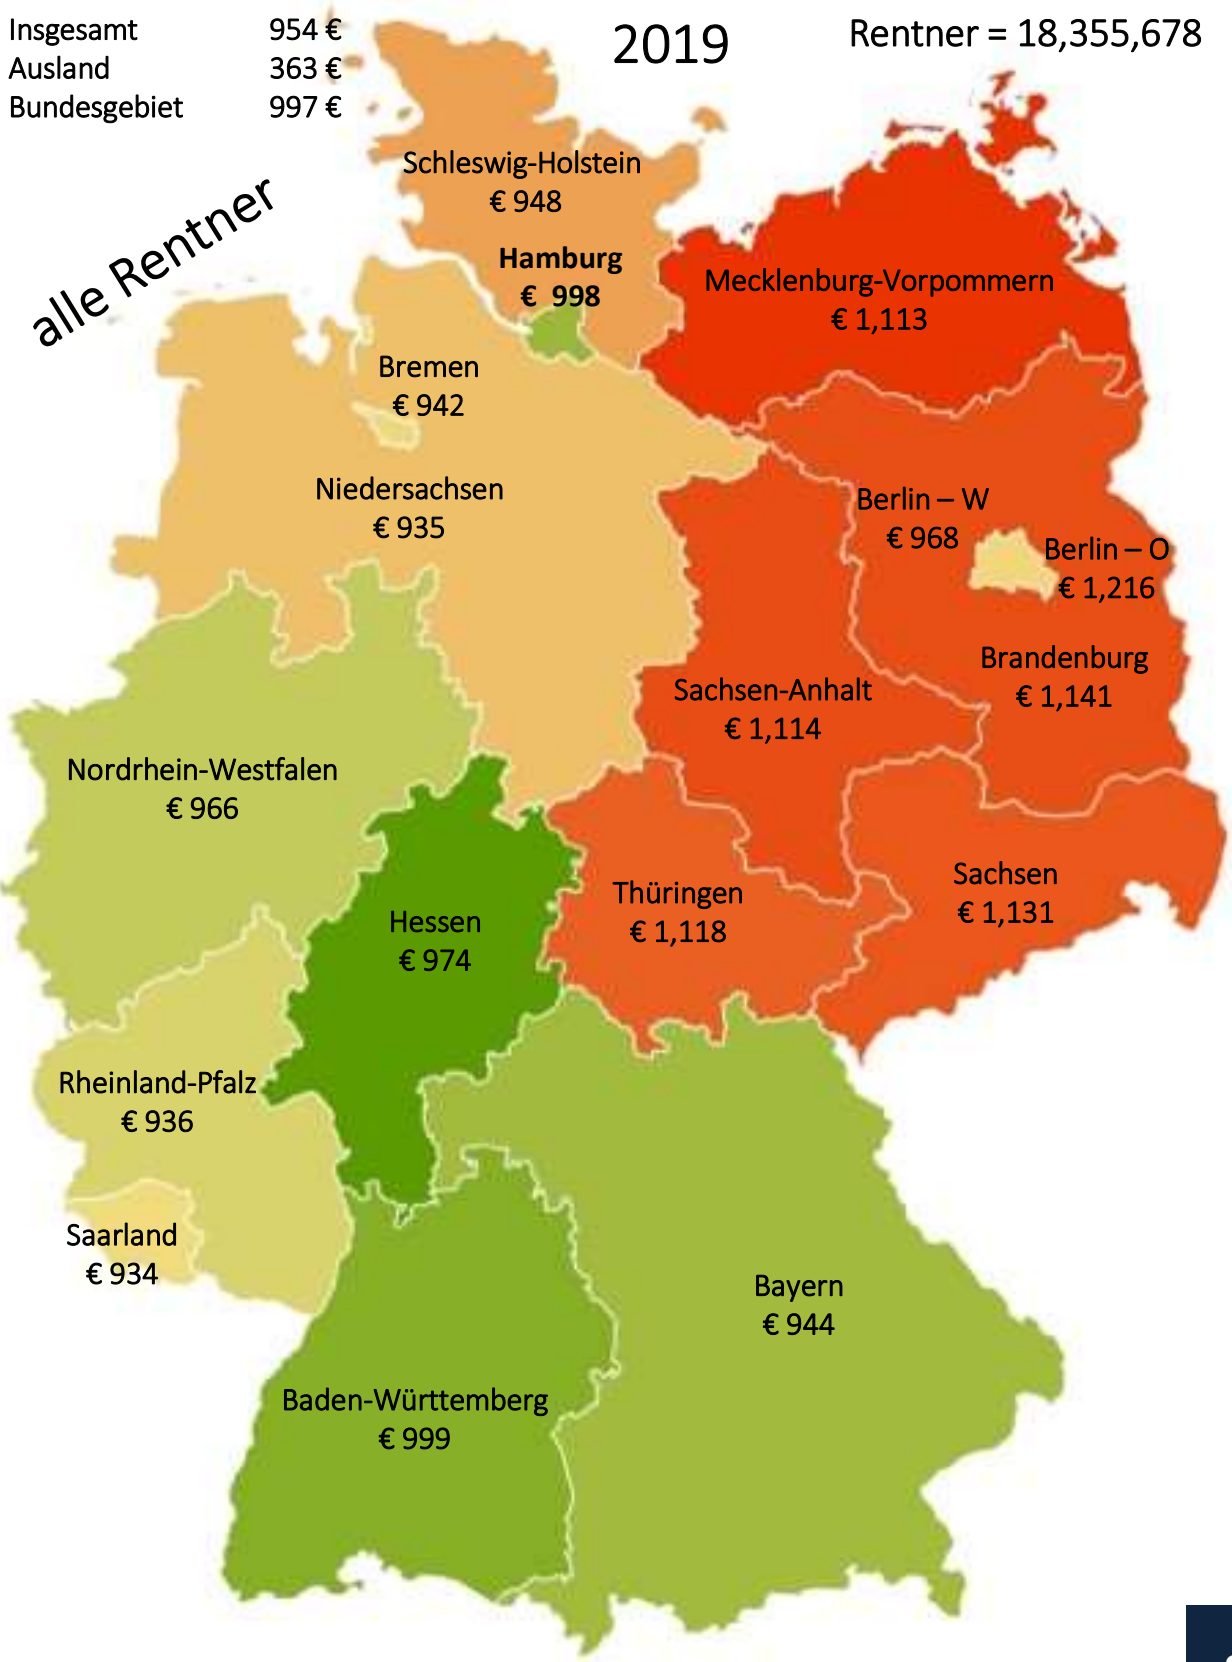 Insgesamt 954 €
Ausland 363 €
Bundesgebiet 997 €
2019
Rentner = 18,355,678
alle Rentner
Schleswig-Holstein
€ 948
Hamburg
€ 998
Mecklenburg-Vorpommern
€ 1,113
Bremen
€ 942
Niedersachsen
€ 935
Berlin – W
€ 968
Berlin – O
€ 1,216
Brandenburg
€ 1,141
Sachsen-Anhalt
€ 1,114
Nordrhein-Westfalen
€ 966
Sachsen
€ 1,131
Thüringen
€ 1,118
Hessen
€ 974
Rheinland-Pfalz
€ 936
Saarland
€ 934
Bayern
€ 944
Baden-Württemberg
€ 999